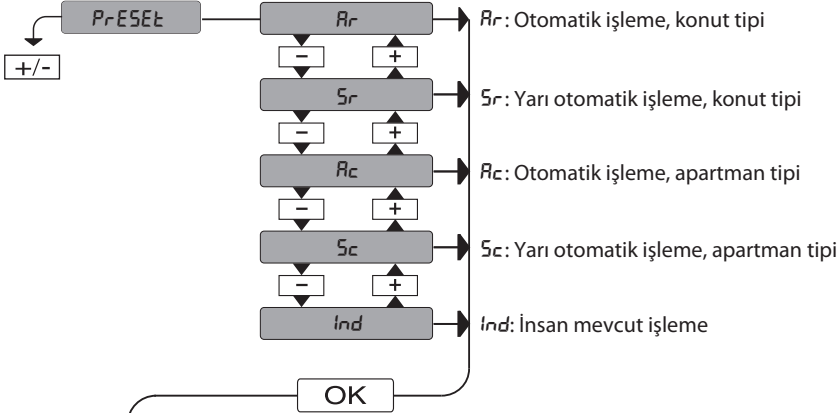 PrESEt
+/-
Ar
Ar: Otomatik işleme, konut tipi
- +
Sr
Sr: Yarı otomatik işleme, konut tipi
- +
Ac
Ac: Otomatik işleme, apartman tipi
- +
Sc
Sc: Yarı otomatik işleme, apartman tipi
- +
Ind
Ind: İnsan mevcut işleme
OK